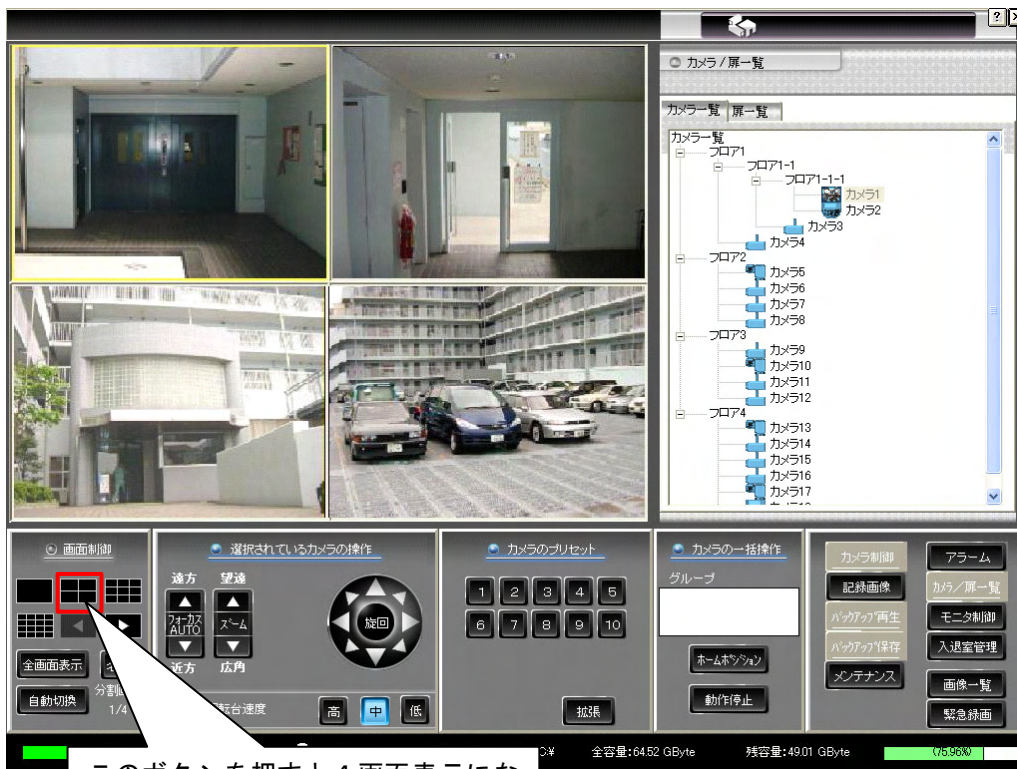 カメラ/扉一覧
カメラ一覧 扉一覧
カメラ一覧
フロア1
フロア1-1
フロア1-1-1
カメラ1
カメラ2
カメラ3
カメラ4
フロア2
カメラ5
カメラ6
カメラ7
カメラ8
フロア3
カメラ9
カメラ10
カメラ11
カメラ12
フロア4
カメラ13
カメラ14
カメラ15
カメラ16
カメラ17
画面制御
全画面表示
自動切換
1/4
選択されているカメラの操作
遠方 望遠
フォーカス
AUTO
ズーム
近方 広角
旋回
転台速度
高 中 低
カメラのプリセット
1 2 3 4 5
6 7 8 9 10
拡張
カメラの一括操作
グループ
ホームポジション
動作停止
カメラ制御
記録画像
バックアップ再生
バックアップ保存
メンテナンス
アラーム
カメラ/扉一覧
モニタ制御
入退室管理
画像一覧
緊急録画
全容量:64.52 GByte 残容量:49.01 GByte (75.96%)
このボタンを押すと4画面表示にな